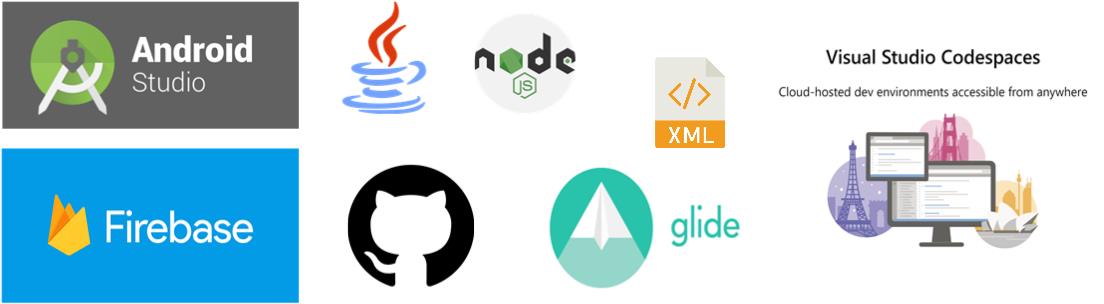 Android
Studio
node
JS
XML
Visual Studio Codespaces
Cloud-hosted dev environments accessible from anywhere
Firebase
glide